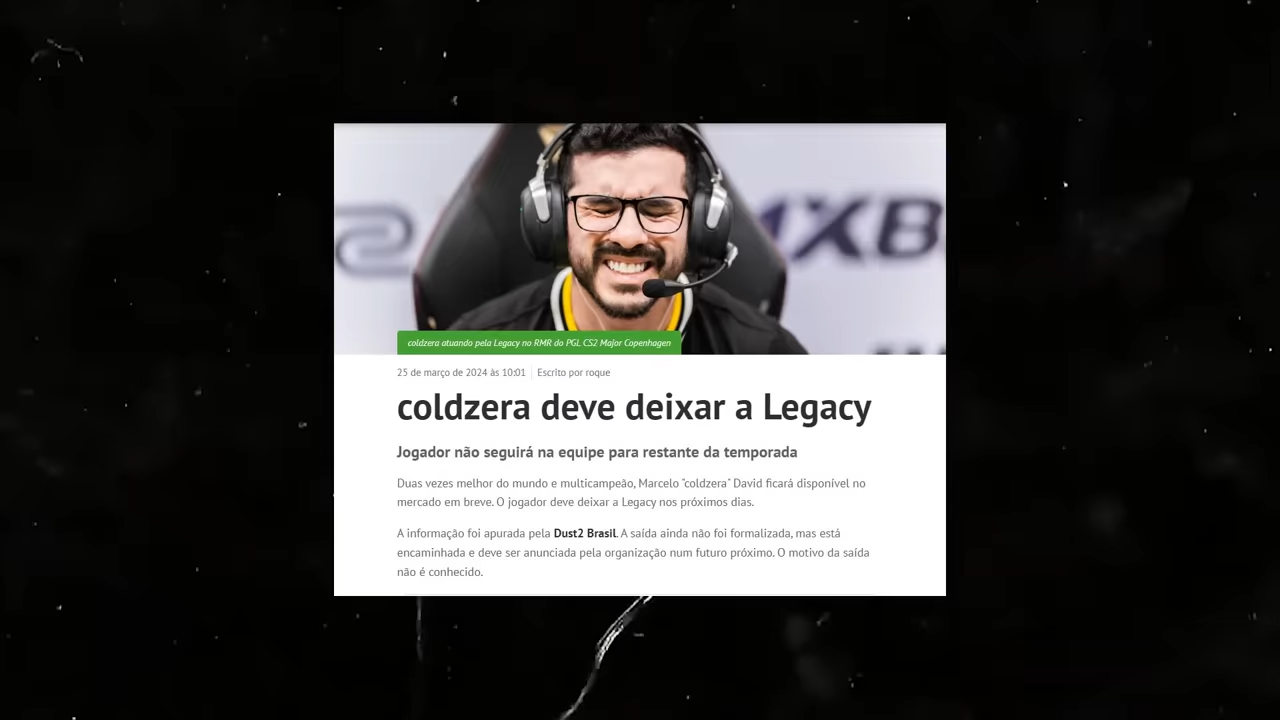 1XB
coldzera atuando pela Legacy no RMR do PGL CS2 Major Copenhagen
25 de março de 2024 às 10:01 | Escrito por roque
coldzera deve deixar a Legacy
Jogador não seguirá na equipe para restante da temporada
Duas vezes melhor do mundo e multicampeão, Marcelo "coldzera" David ficará disponível no
mercado em breve. O jogador deve deixar a Legacy nos próximos dias.
A informação foi apurada pela Dust2 Brasil. A saída ainda não foi formalizada, mas está
encaminhada e deve ser anunciada pela organização num futuro próximo. O motivo da saída
não é conhecido.